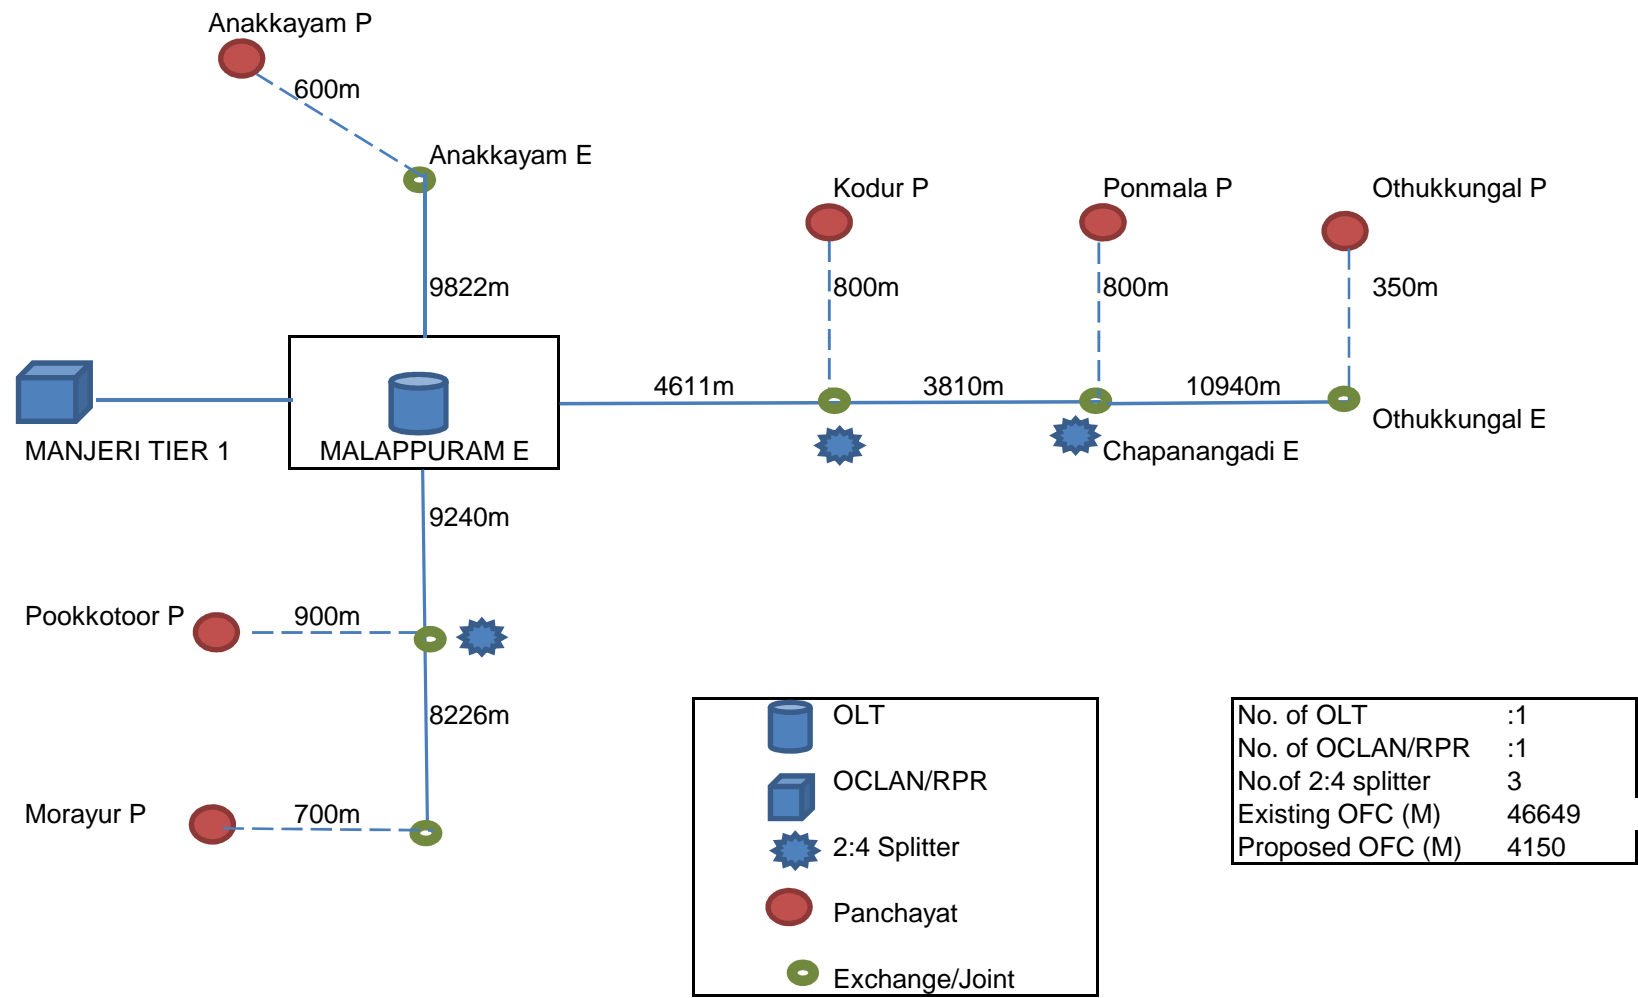 Anakkayam P
600m
Anakkayam E
Kodur P
Ponmala P
Othukkungal P
9822m
800m
800m
350m
4611m
3810m
10940m
Othukkungal E
MANJERI TIER 1
MALAPPURAM E
Chapanangadi E
9240m
Pookkotoor P
900m
8226m
Morayur P
700m
OLT
OCLAN/RPR
2:4 Splitter
Panchayat
Exchange/Joint
No. of OLT :1
No. of OCLAN/RPR :1
No.of 2:4 splitter 3
Existing OFC (M) 46649
Proposed OFC (M) 4150